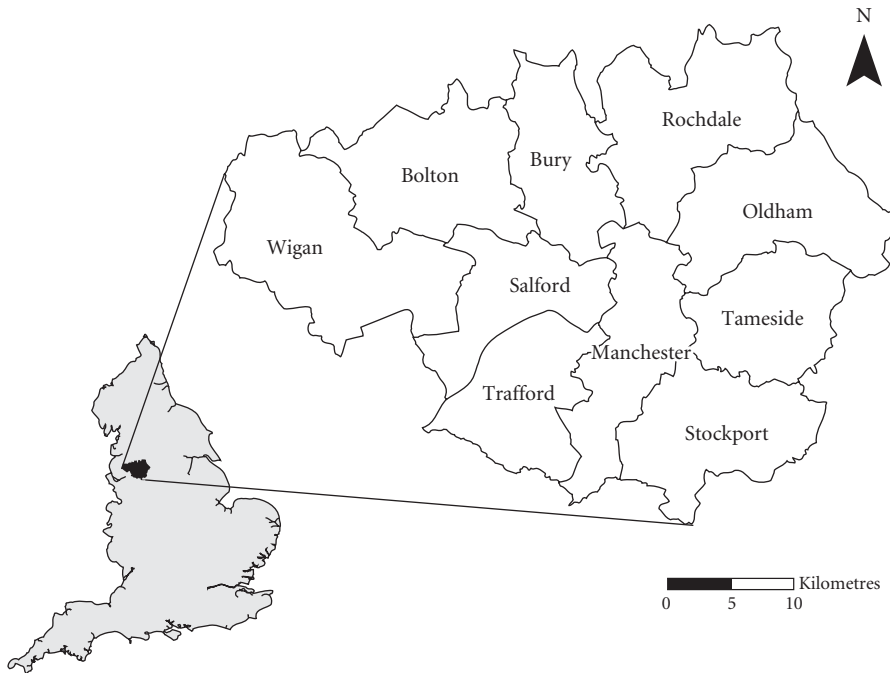 N
Rochdale
Bury
Bolton
Oldham
Wigan
Salford
Tameside
Manchester
Trafford
Stockport
Kilometres
0 5 10